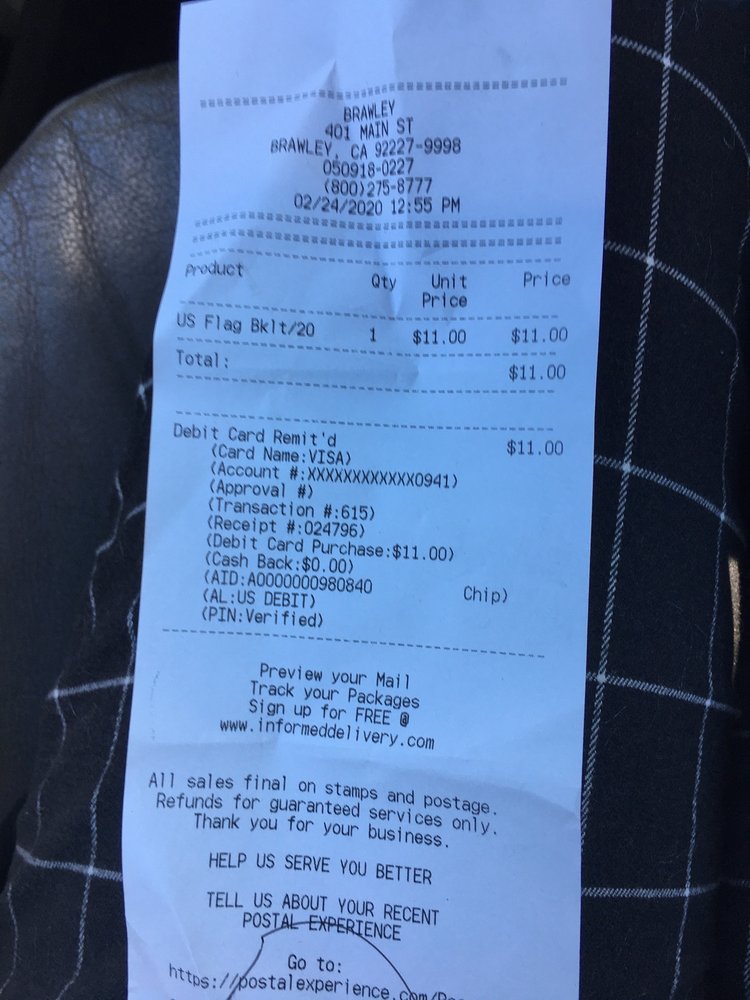 BRAWLEY
401 MAIN ST
BRAWLEY, CA 92227-9998
050918-0227
(800)275-8777
02/24/2020 12:55 PM
Product Qty Unit Price
Price
US Flag Bklt/20 1 $11.00 $11.00
Total: $11.00
Debit Card Remit'd $11.00
(Card Name:VISA)
(Account #:XXXXXXXXXXXX0941)
(Approval #)
(Transaction #:615)
(Receipt #:024796)
(Debit Card Purchase:$11.00)
(Cash Back:$0.00)
(AID:A0000000980840 Chip)
(AL:US DEBIT)
(PIN:Verified)
Preview your Mail
Track your Packages
Sign up for FREE @
www.informeddelivery.com
All sales final on stamps and postage.
Refunds for guaranteed services only.
Thank you for your business.
HELP US SERVE YOU BETTER
TELL US ABOUT YOUR RECENT
POSTAL EXPERIENCE
Go to:
https://postalexperience.com/